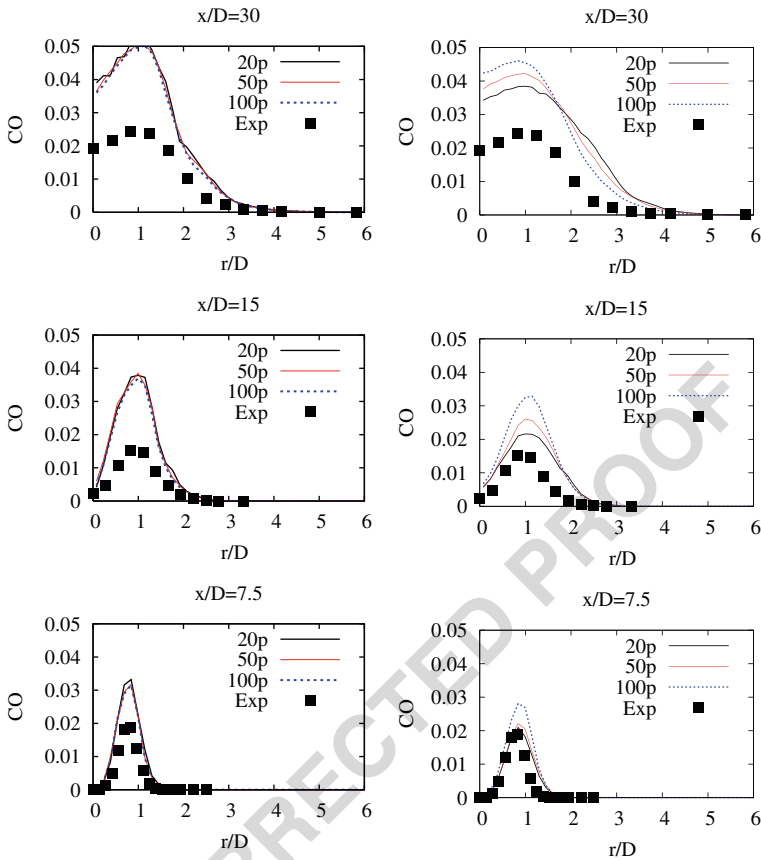 x/D=30
0.05
0.04
0.03
0.02
0.01
0
CO
20p
50p
100p
Exp
0 1 2 3 4 5 6
r/D
x/D=30
0.05
0.04
0.03
0.02
0.01
0
CO
20p
50p
100p
Exp
0 1 2 3 4 5 6
r/D
x/D=15
0.05
0.04
0.03
0.02
0.01
0
CO
20p
50p
100p
Exp
0 1 2 3 4 5 6
r/D
x/D=15
0.05
0.04
0.03
0.02
0.01
0
CO
20p
50p
100p
Exp
0 1 2 3 4 5 6
r/D
x/D=7.5
0.05
0.04
0.03
0.02
0.01
0
CO
20p
50p
100p
Exp
0 1 2 3 4 5 6
r/D
x/D=7.5
0.05
0.04
0.03
0.02
0.01
0
CO
20p
50p
100p
Exp
0 1 2 3 4 5 6
r/D
RECTED PROOF